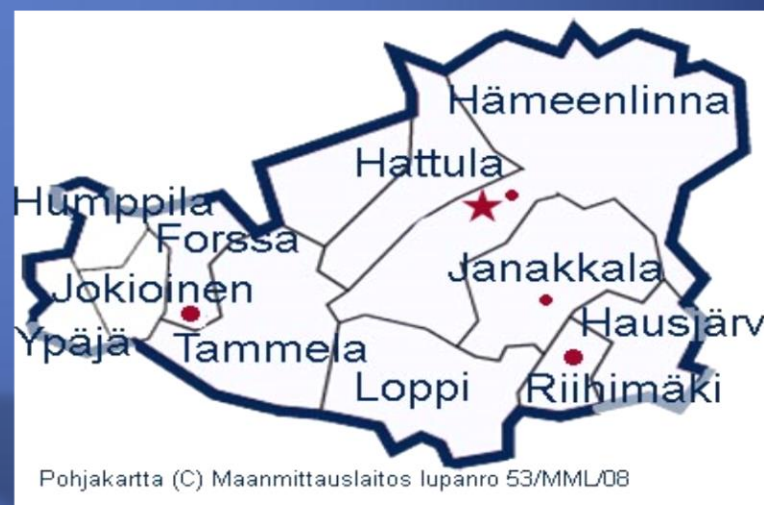 Hämeenlinna
Hattula
Humppila
Forssa
Janakkala
Jokioinen
Hausjärv
Ypäjä
Tammela
Loppi
Riihimäki
Pohjakartta (C) Maanmittauslaitos lupanro 53/MML/08